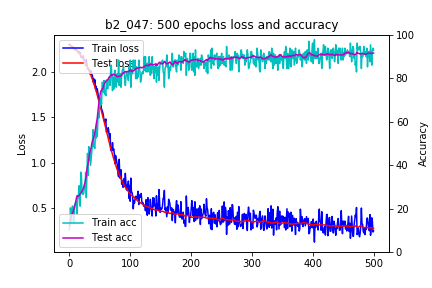 b2_047: 500 epochs loss and accuracy
Train loss
Test loss
Train acc
Test acc
Loss
2.0
1.5
1.0
0.5
Accuracy
100
80
60
40
20
0
0 100 200 300 400 500